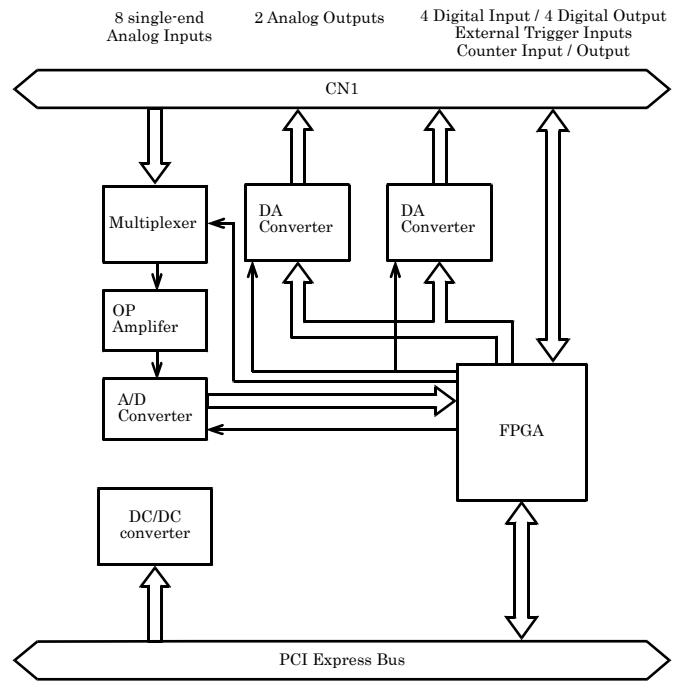 8 single-end
Analog Inputs
2 Analog Outputs
4 Digital Input / 4 Digital Output
External Trigger Inputs
Counter Input / Output
CN1
Multiplexer
DA
Converter
DA
Converter
OP
Amplifer
A/D
Converter
FPGA
DC/DC
converter
PCI Express Bus